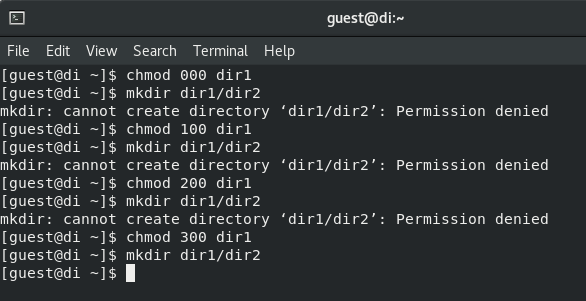 guest@di:~
File Edit View Search Terminal Help
[guest@di ~]$ chmod 000 dir1
[guest@di ~]$ mkdir dir1/dir2
mkdir: cannot create directory ‘dir1/dir2’: Permission denied
[guest@di ~]$ chmod 100 dir1
[guest@di ~]$ mkdir dir1/dir2
mkdir: cannot create directory ‘dir1/dir2’: Permission denied
[guest@di ~]$ chmod 200 dir1
[guest@di ~]$ mkdir dir1/dir2
mkdir: cannot create directory ‘dir1/dir2’: Permission denied
[guest@di ~]$ chmod 300 dir1
[guest@di ~]$ mkdir dir1/dir2
[guest@di ~]$